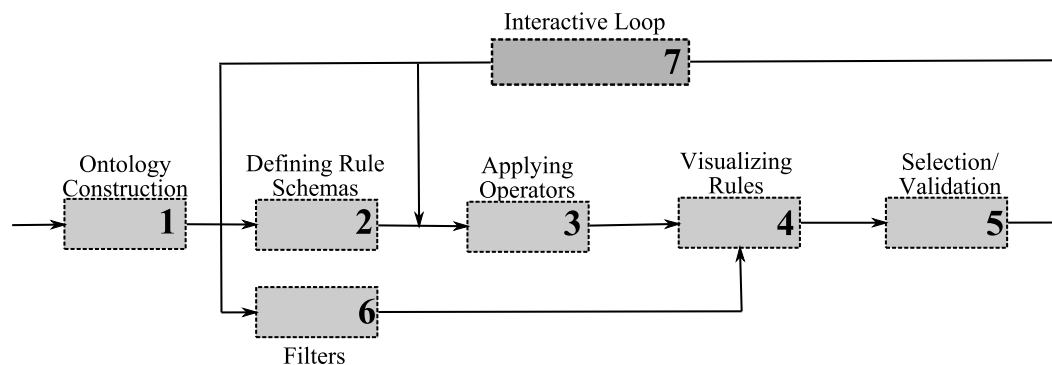 Interactive Loop
7
Ontology
Construction
1
Defining Rule
Schemas
2
Applying
Operators
3
Visualizing
Rules
4
Selection/
Validation
5
6
Filters